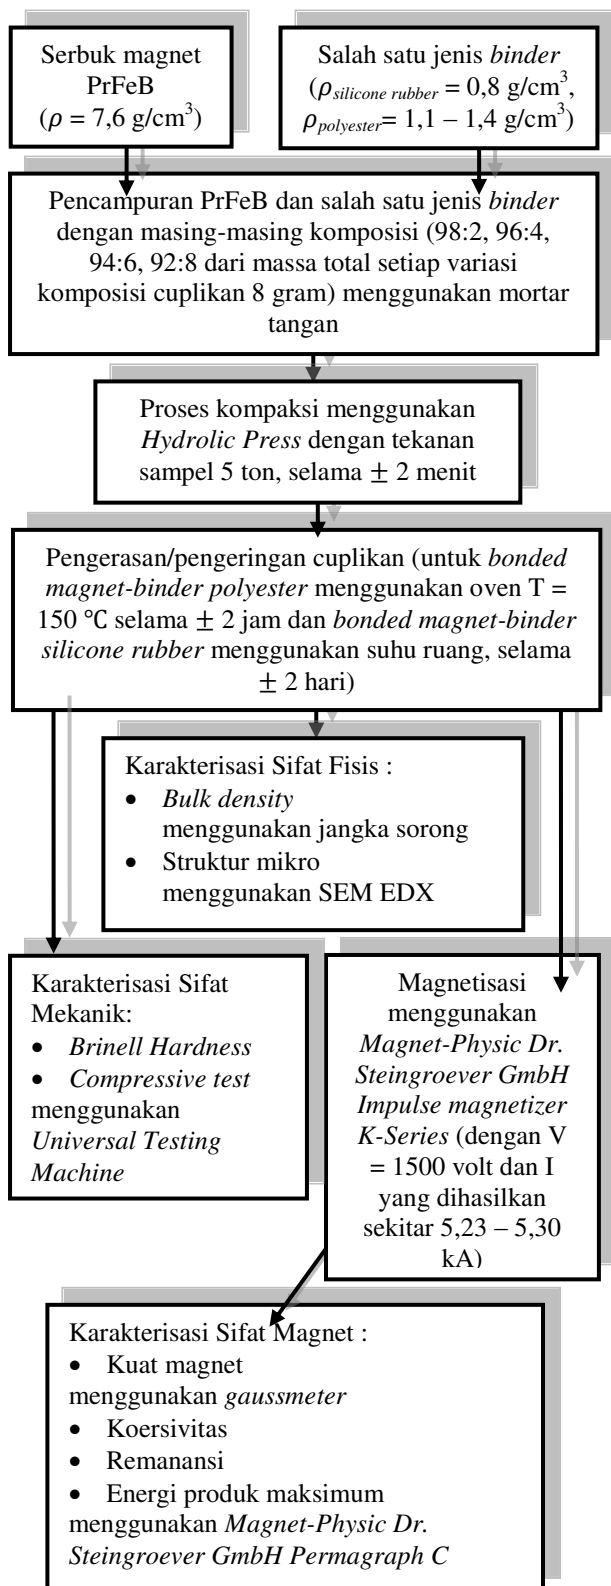 Serbuk magnet
PrFeB
(𝜌 = 7,6 g/cm³)
Salah satu jenis binder
(𝜌silicone rubber = 0,8 g/cm³,
𝜌polyester= 1,1 – 1,4 g/cm³)
Pencampuran PrFeB dan salah satu jenis binder
dengan masing-masing komposisi (98:2, 96:4,
94:6, 92:8 dari massa total setiap variasi
komposisi cuplikan 8 gram) menggunakan mortar
tangan
Proses kompaksi menggunakan
Hydrolic Press dengan tekanan
sampel 5 ton, selama ± 2 menit
Pengerasan/pengeringan cuplikan (untuk bonded
magnet-binder polyester menggunakan oven T =
150 ℃ selama ± 2 jam dan bonded magnet-binder
silicone rubber menggunakan suhu ruang, selama
± 2 hari)
Karakterisasi Sifat Fisis :
• Bulk density
menggunakan jangka sorong
• Struktur mikro
menggunakan SEM EDX
Karakterisasi Sifat
Mekanik:
• Brinell Hardness
• Compressive test
menggunakan
Universal Testing
Machine
Magnetisasi
menggunakan
Magnet-Physic Dr.
Steingroever GmbH
Impulse magnetizer
K-Series (dengan V
= 1500 volt dan I
yang dihasilkan
sekitar 5,23 – 5,30
kA)
Karakterisasi Sifat Magnet :
• Kuat magnet
menggunakan gaussmeter
• Koersivitas
• Remanansi
• Energi produk maksimum
menggunakan Magnet-Physic Dr.
Steingroever GmbH Permagraph C